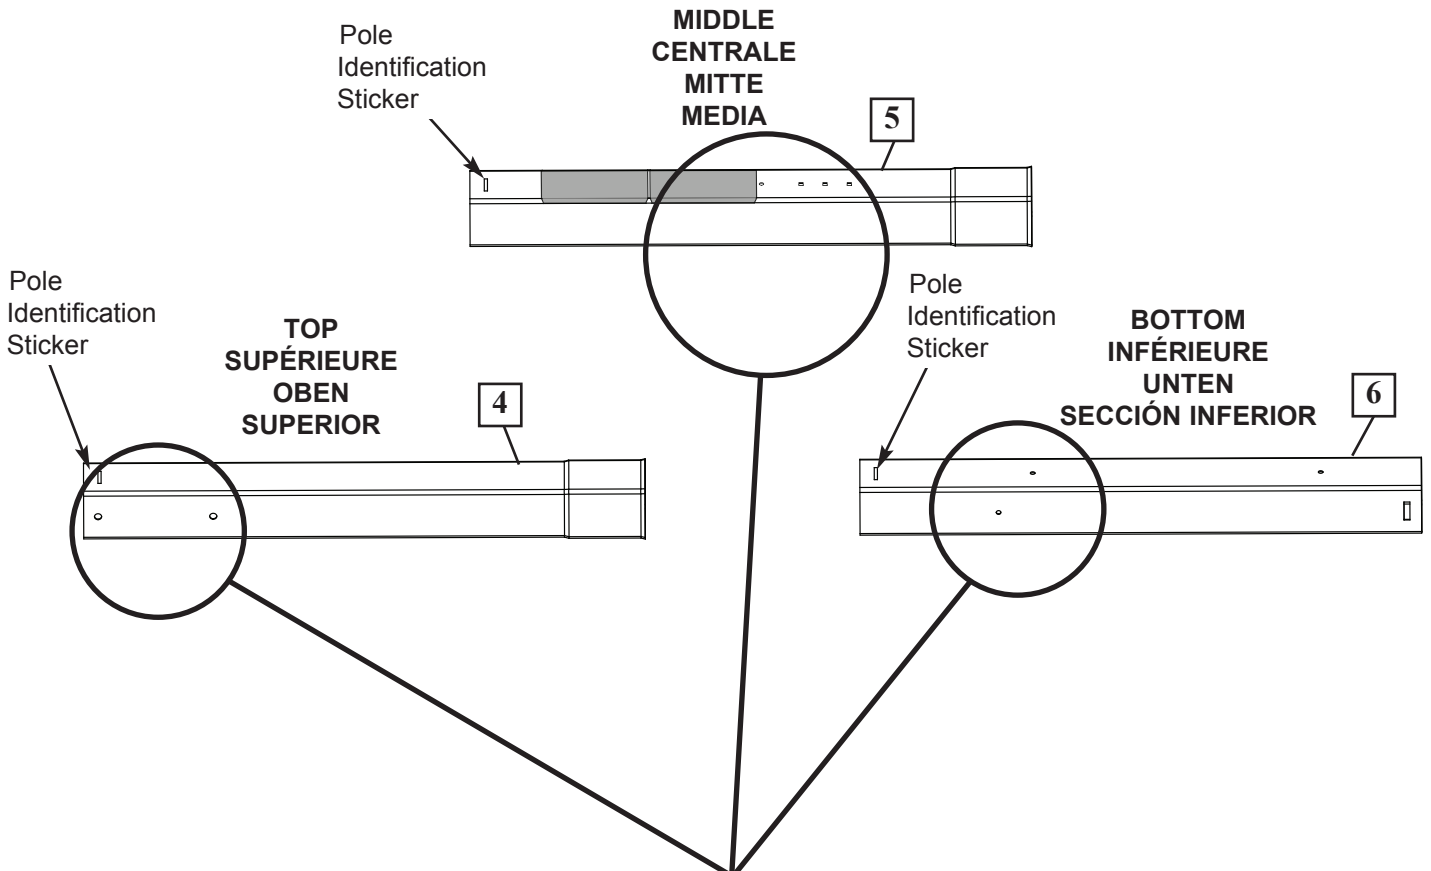 MIDDLE
CENTRALE
MITTE
MEDIA
Pole
Identification
Sticker
5
Pole
Identification
Sticker
TOP
SUPÉRIEURE
OBEN
SUPERIOR
4
Pole
Identification
Sticker
BOTTOM
INFÉRIEURE
UNTEN
SECCIÓN INFERIOR
6